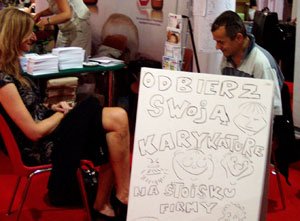 ODBIERZ
SWOJĄ
KARYKATURĘ
NA STOISKU
FIRMY